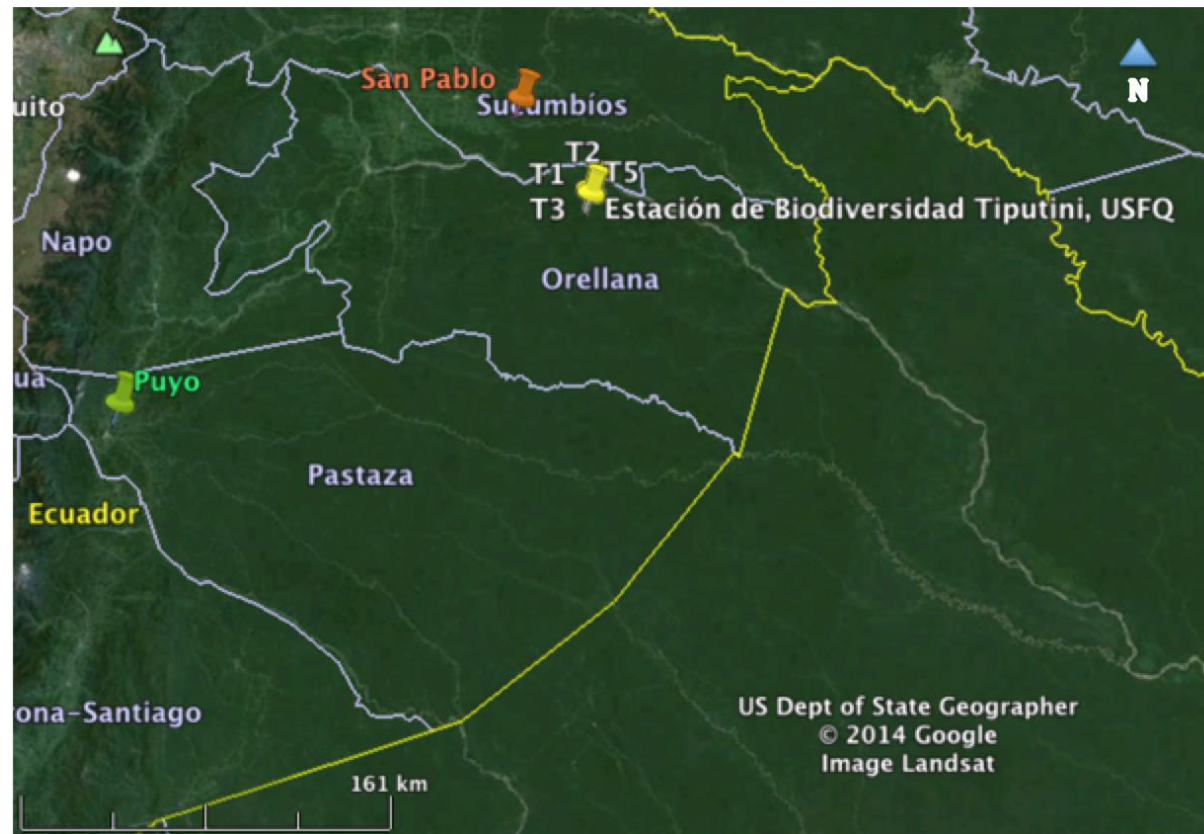 San Pablo
Sucumbíos
N
uito
T2
T1
T5
T3
Estación de Biodiversidad Tiputini, USFQ
Napo
Orellana
ua
Puyo
Pastaza
Ecuador
rona-Santiago
US Dept of State Geographer
© 2014 Google
Image Landsat
161 km